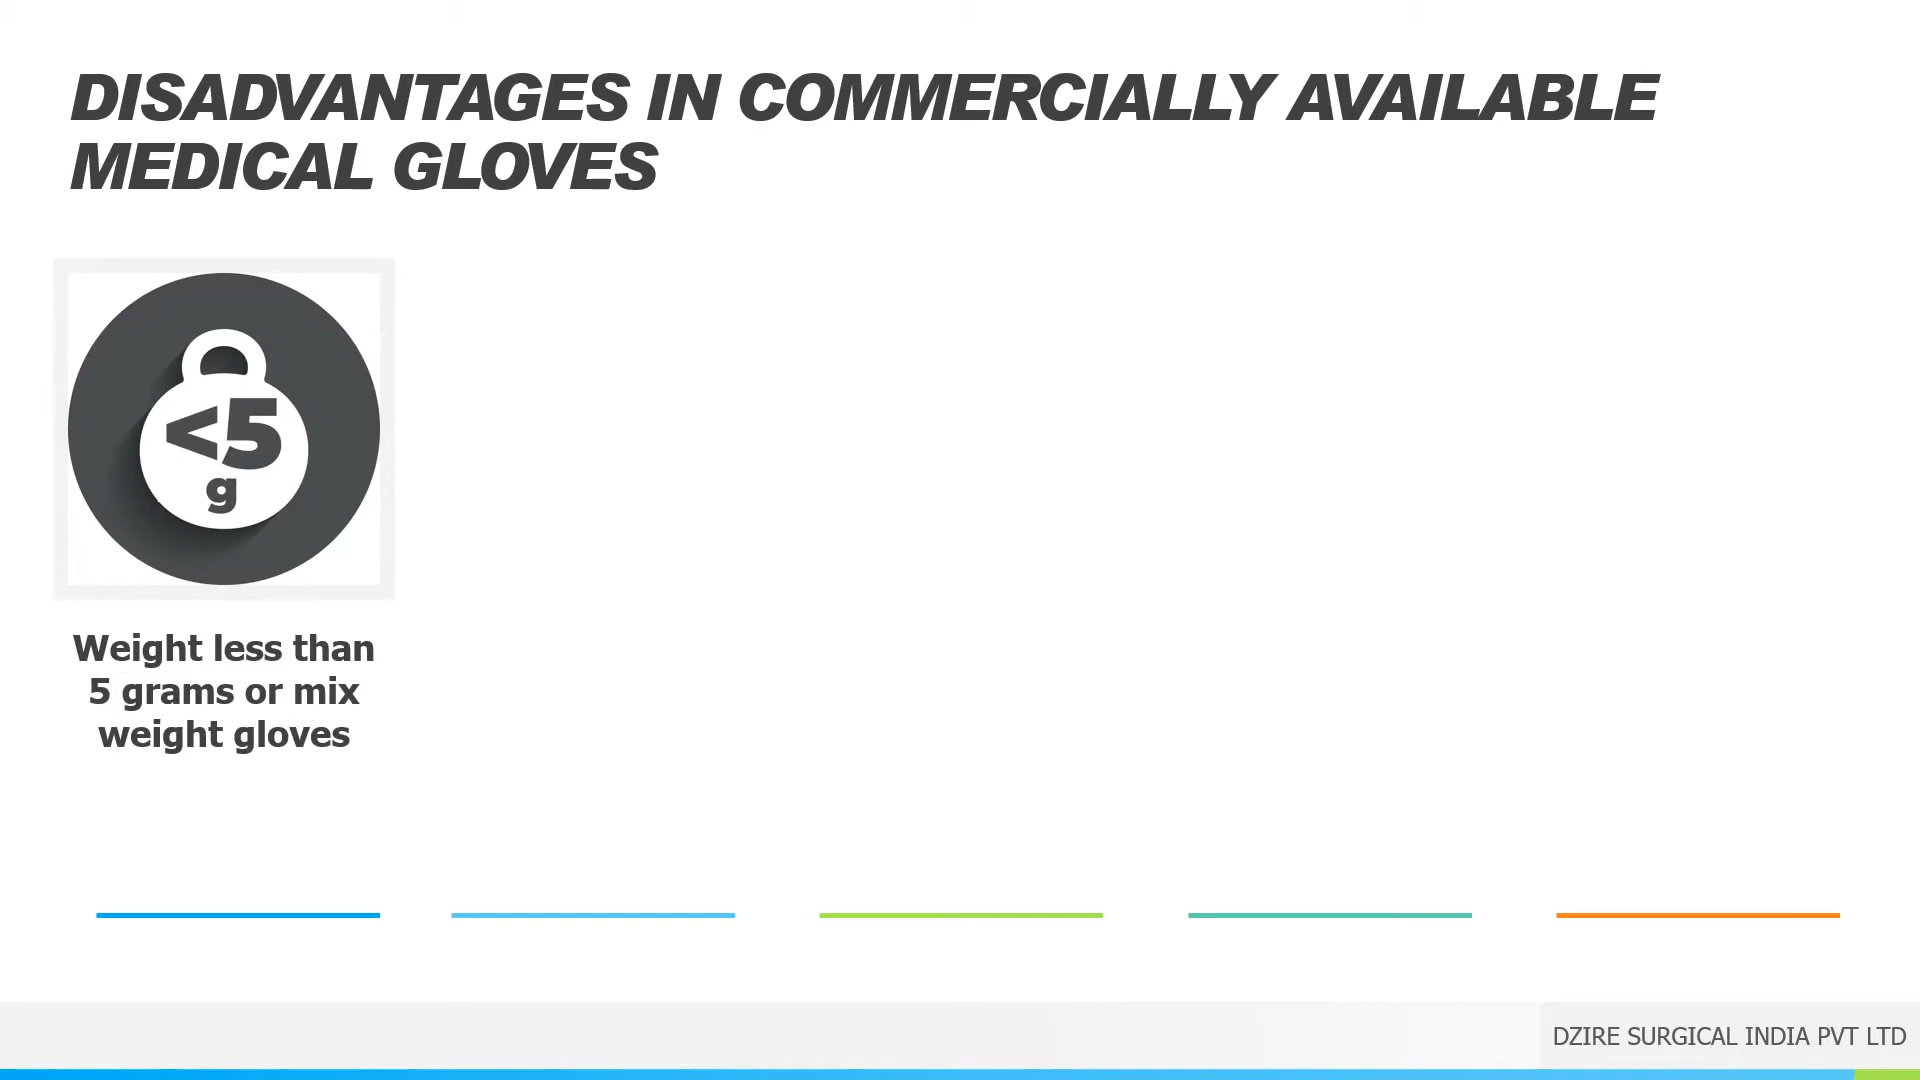 DISADVANTAGES IN COMMERCIALLY AVAILABLE
MEDICAL GLOVES
<5
g
Weight less than
5 grams or mix
weight gloves
DZIRE SURGICAL INDIA PVT LTD